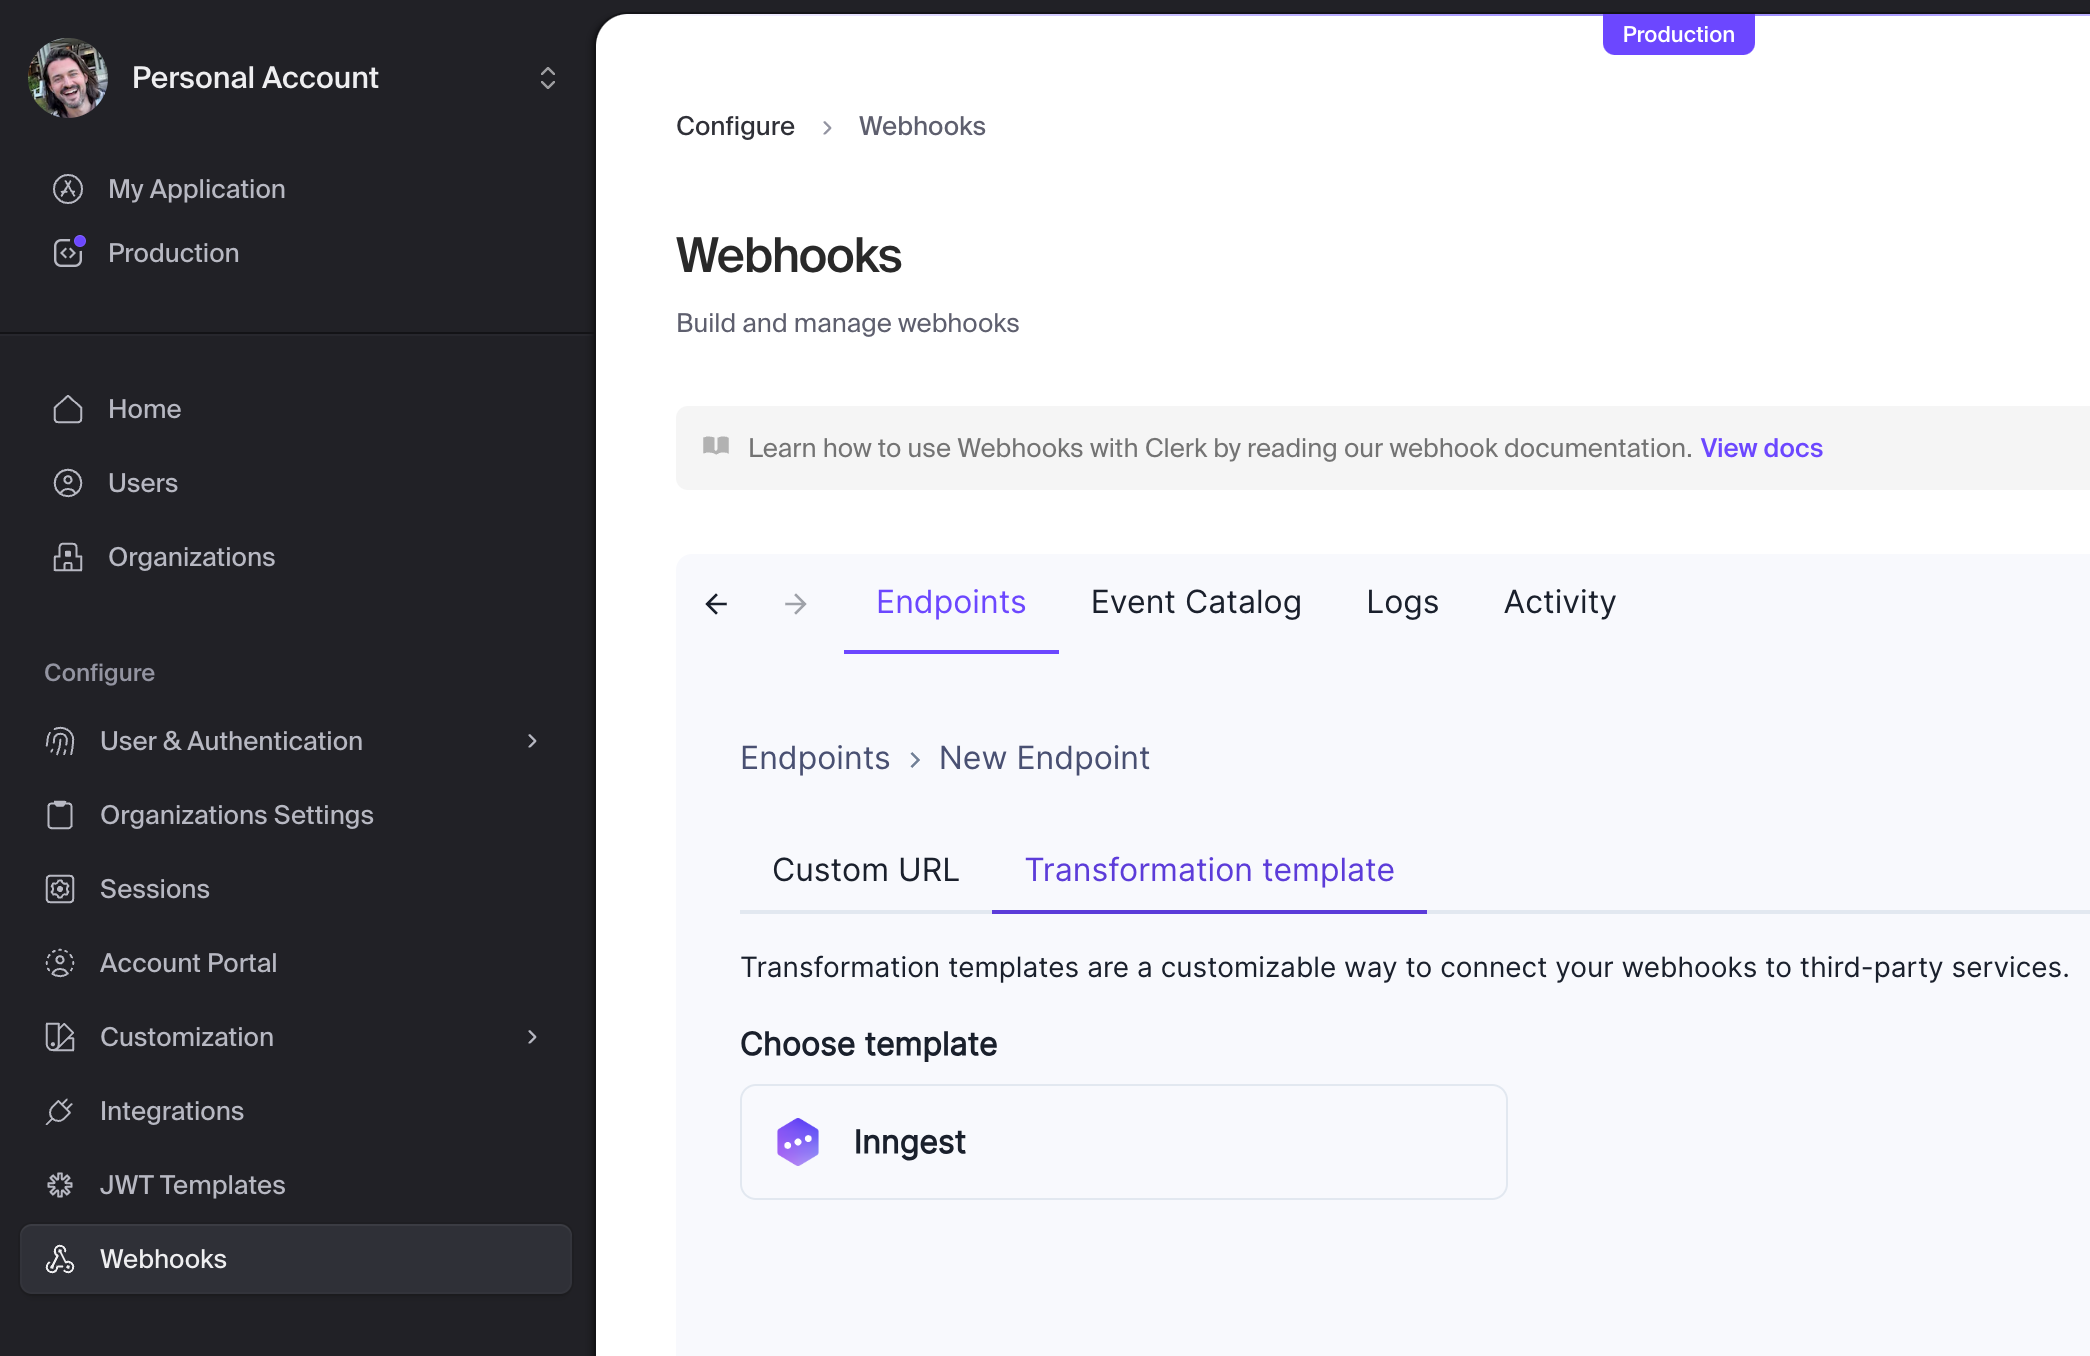 Personal Account
My Application
Production
Home
Users
Organizations
Configure
User & Authentication
Organizations Settings
Sessions
Account Portal
Customization
Integrations
JWT Templates
Webhooks
Production
Configure > Webhooks
Webhooks
Build and manage webhooks
Learn how to use Webhooks with Clerk by reading our webhook documentation. View docs
Endpoints Event Catalog Logs Activity
Endpoints > New Endpoint
Custom URL Transformation template
Transformation templates are a customizable way to connect your webhooks to third-party services.
Choose template
Inngest